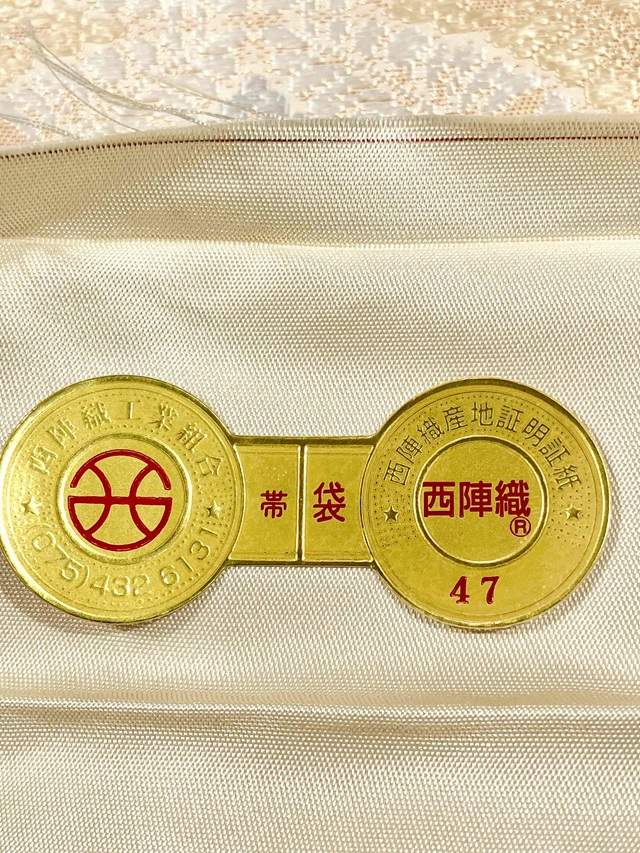 西陣織工業組合
(075)432 6131
帯
袋
西陣織産地証明証紙
西陣織®
47